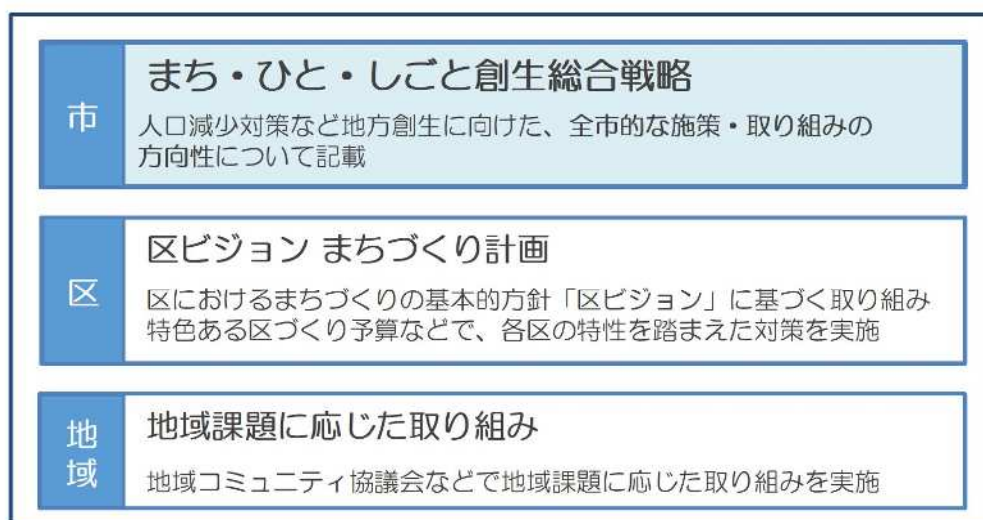 市
まち・ひと・しごと創生総合戦略
人口減少対策など地方創生に向けた、全市的な施策・取り組みの
方向性について記載
区
区ビジョン まちづくり計画
区におけるまちづくりの基本的方針「区ビジョン」に基づく取り組み
特色ある区づくり予算などで、各区の特性を踏まえた対策を実施
地域
地域課題に応じた取り組み
地域コミュニティ協議会などで地域課題に応じた取り組みを実施